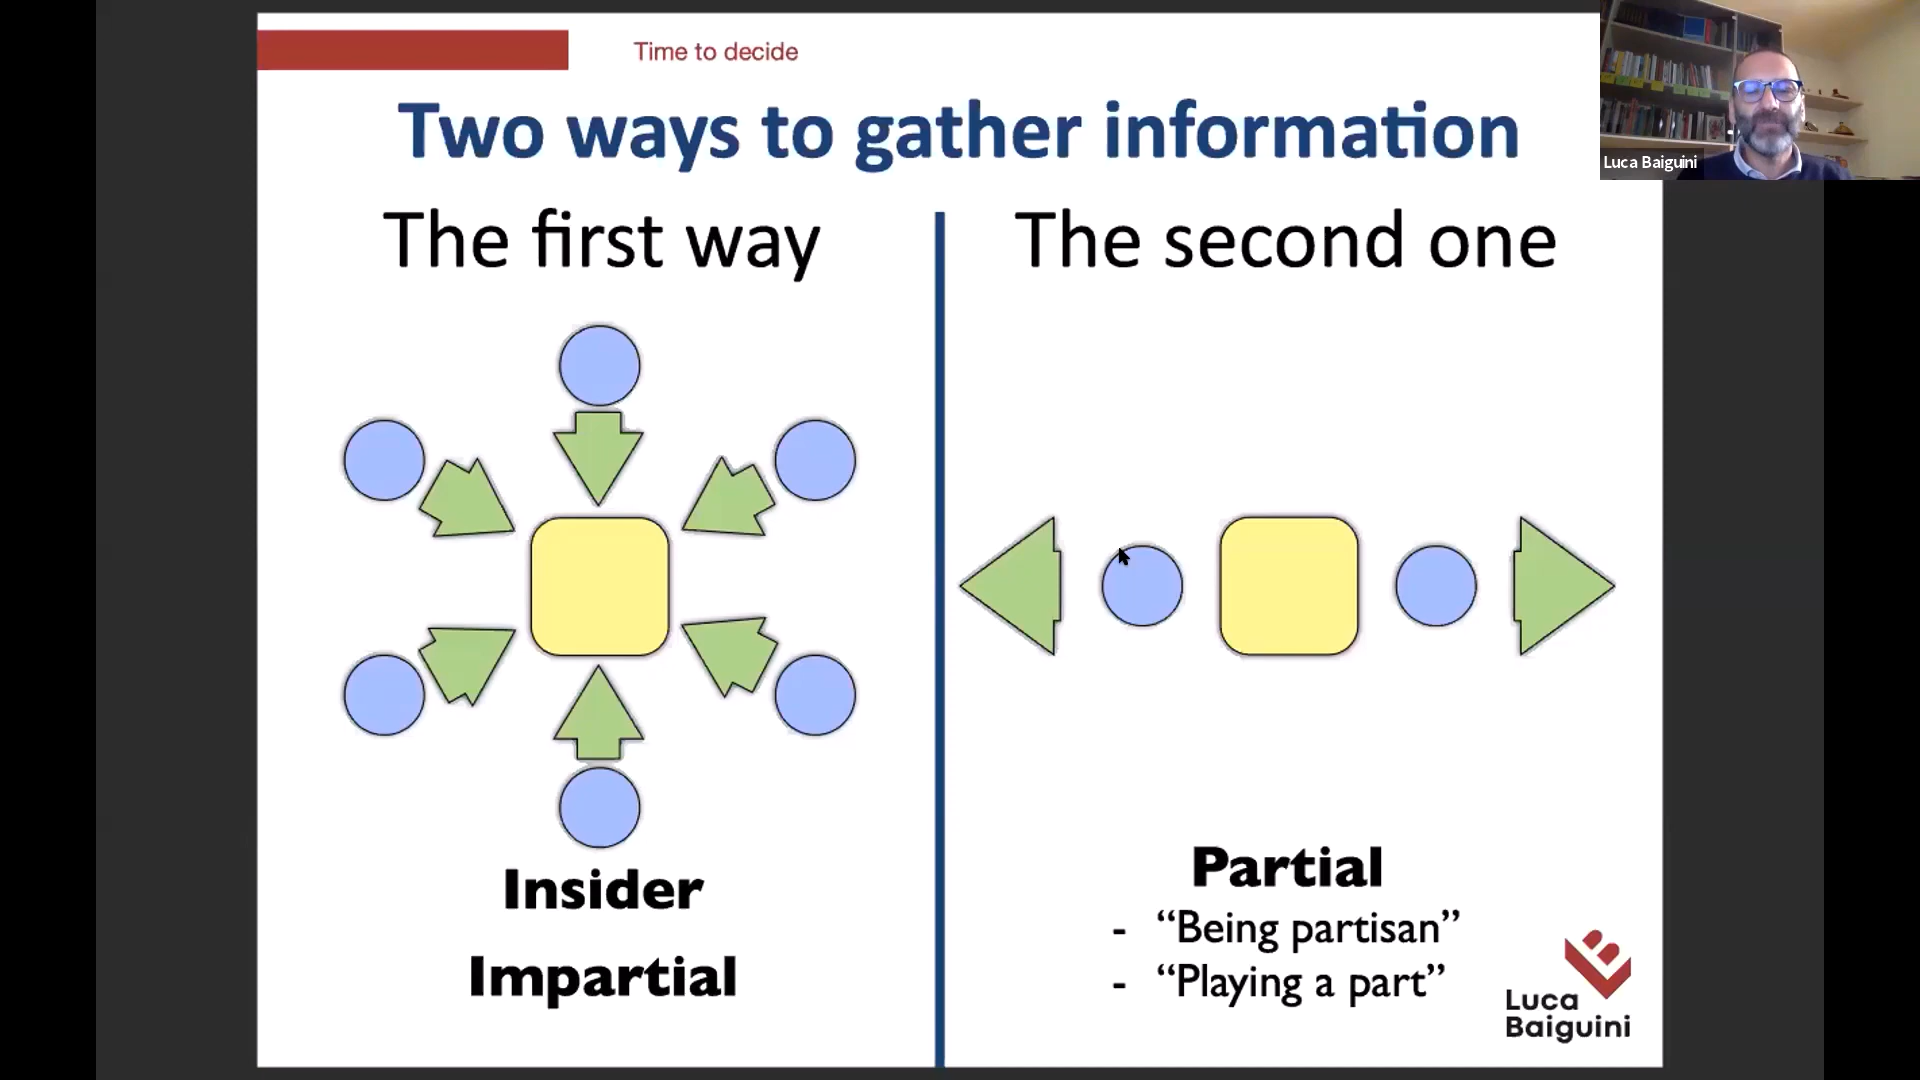 Time to decide
Two ways to gather information
The first way
The second one
Insider
Impartial
Partial
- “Being partisan”
- “Playing a part”
Luca
Baiguini
Luca Baiguini